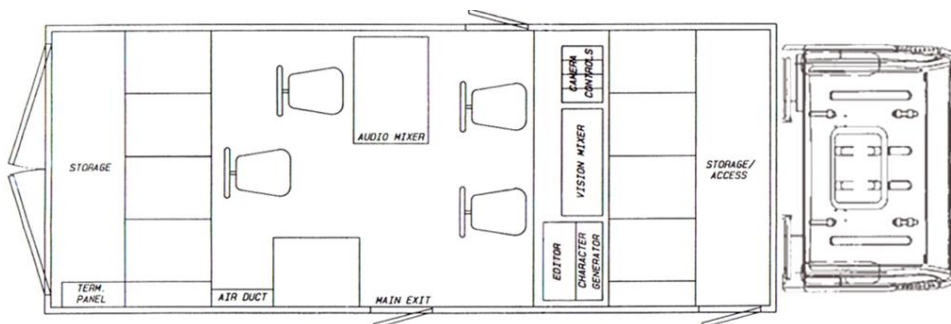 CAMERA
CONTROLS
AUDIO MIXER
STORAGE
VISION MIXER
STORAGE/
ACCESS
EDITOR
CHARACTER
GENERATOR
TERM.
PANEL
AIR DUCT
MAIN EXIT